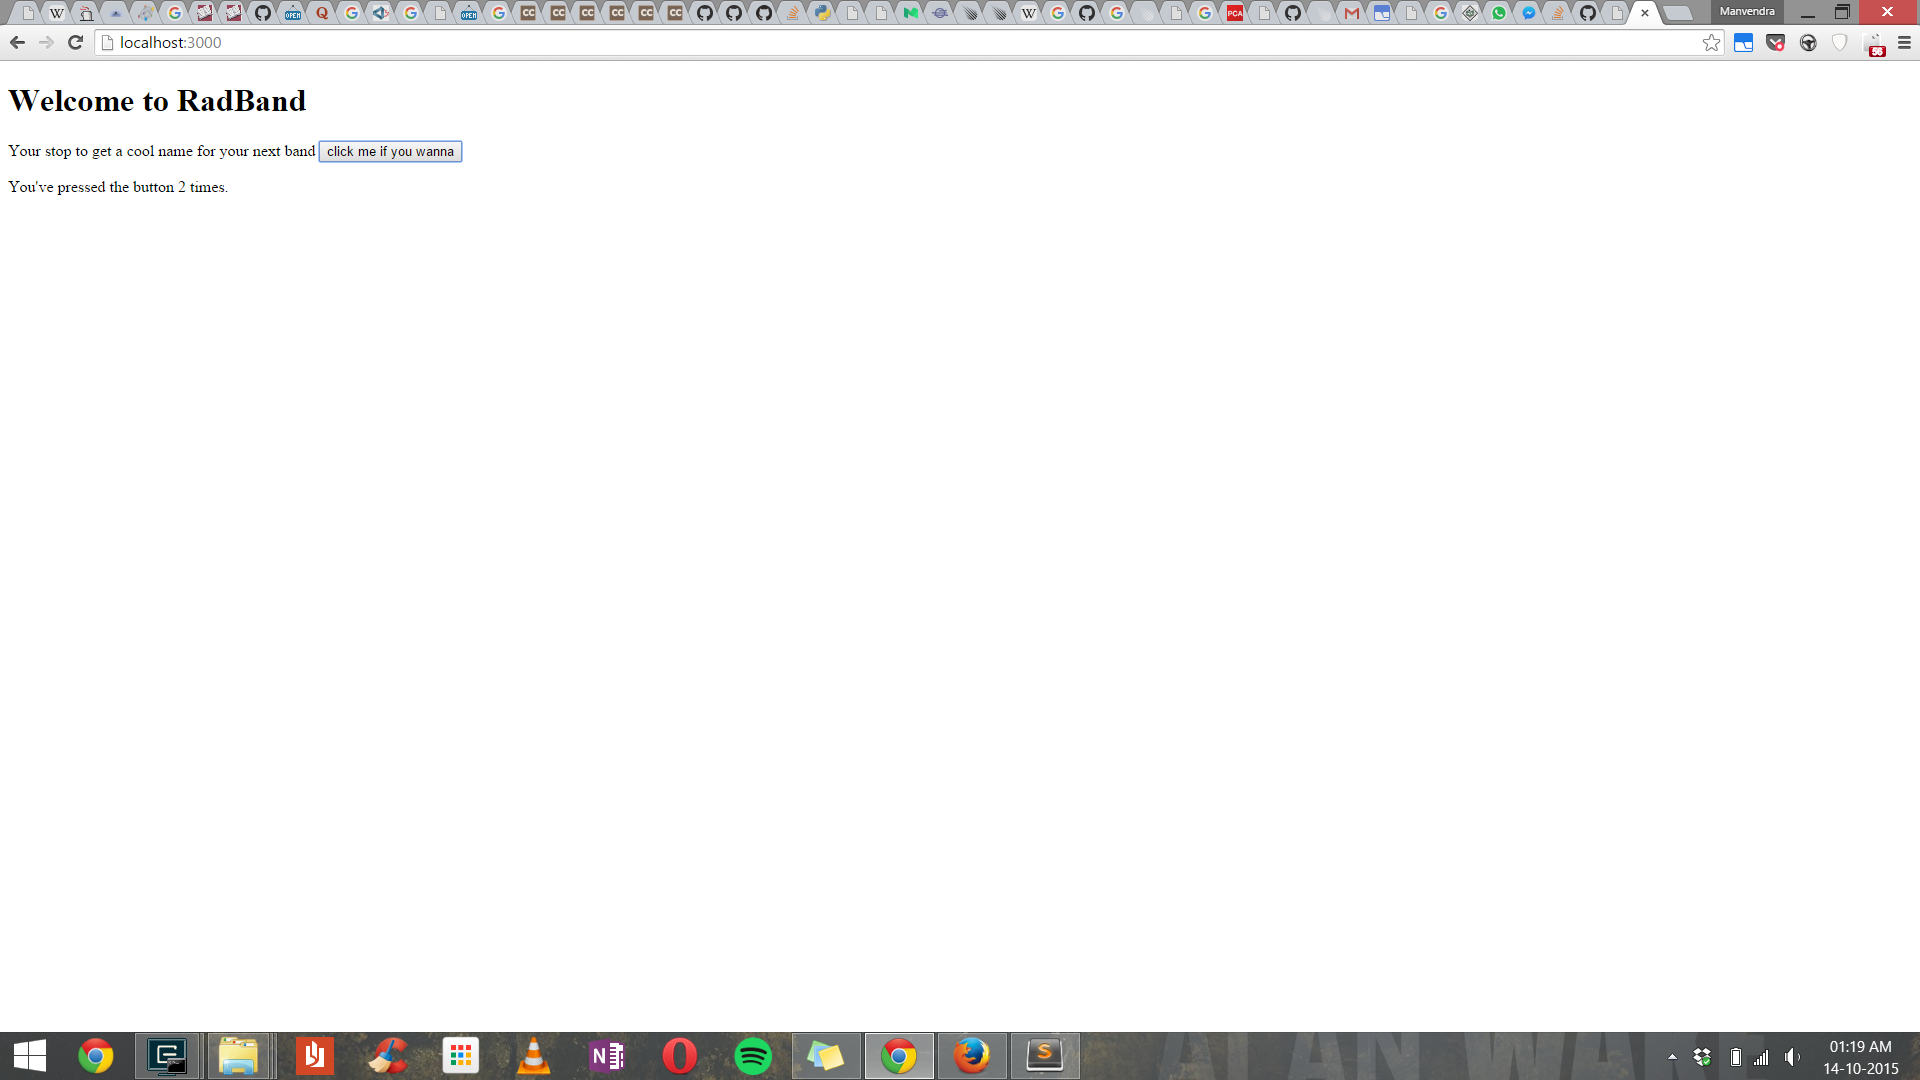 Manvendra
localhost:3000
56
Welcome to RadBand
Your stop to get a cool name for your next band click me if you wanna
You've pressed the button 2 times.
01:19 AM
14-10-2015